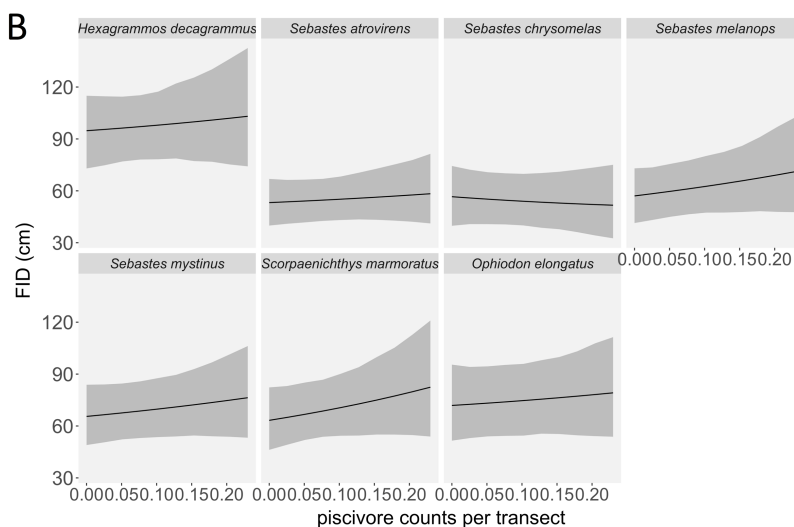 B
Hexagrammos decagrammus Sebastes atrovirens Sebastes chrysomelas Sebastes melanops
120
90
60
30
0.000.050.100.150.20
Sebastes mystinus Scorpaenichthys marmoratus Ophiodon elongatus
120
90
60
30
0.000.050.100.150.20 0.000.050.100.150.20 0.000.050.100.150.20
FID (cm)
piscivore counts per transect